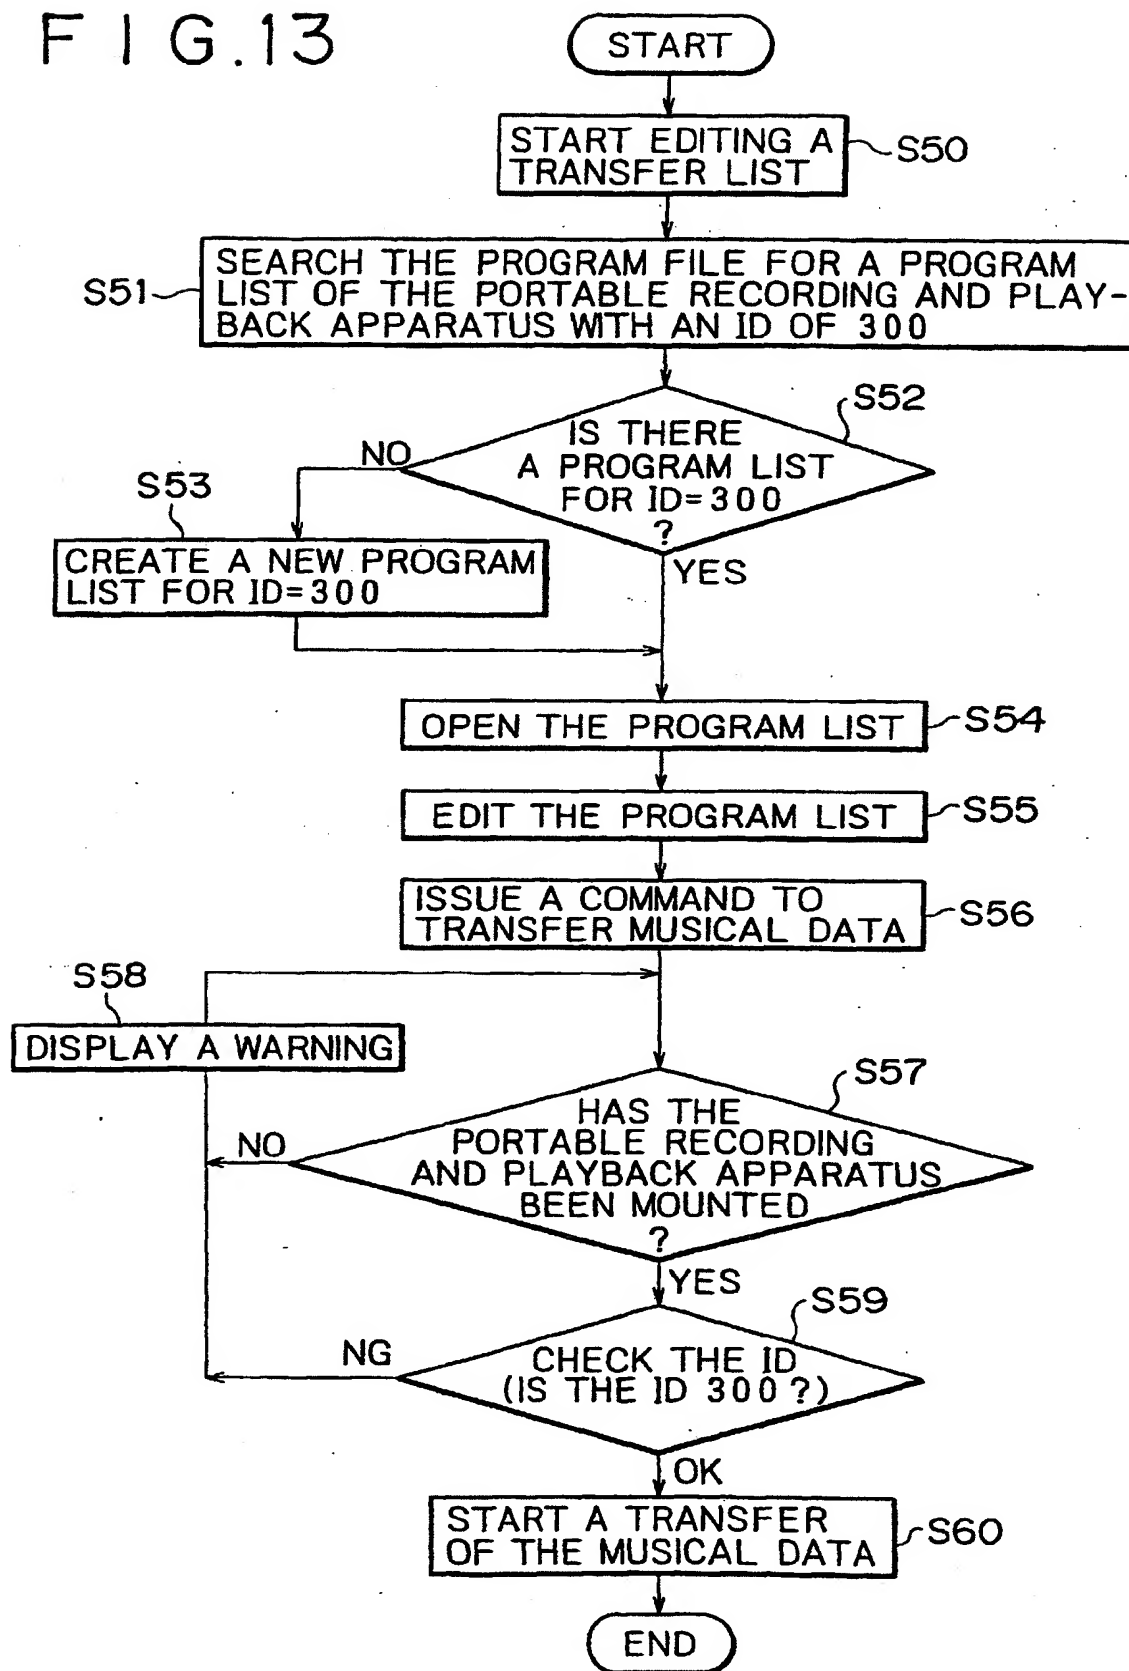 FIG.13
START
START EDITING A
TRANSFER LIST
S50
SEARCH THE PROGRAM FILE FOR A PROGRAM
LIST OF THE PORTABLE RECORDING AND PLAY-
BACK APPARATUS WITH AN ID OF 300
S51
S52
IS THERE
A PROGRAM LIST
FOR ID=300
?
NO
YES
S53
CREATE A NEW PROGRAM
LIST FOR ID=300
OPEN THE PROGRAM LIST
S54
EDIT THE PROGRAM LIST
S55
ISSUE A COMMAND TO
TRANSFER MUSICAL DATA
S56
S58
DISPLAY A WARNING
S57
HAS THE
PORTABLE RECORDING
AND PLAYBACK APPARATUS
BEEN MOUNTED
?
NO
YES
S59
CHECK THE ID
(IS THE ID 300?)
NG
OK
START A TRANSFER
OF THE MUSICAL DATA
S60
END